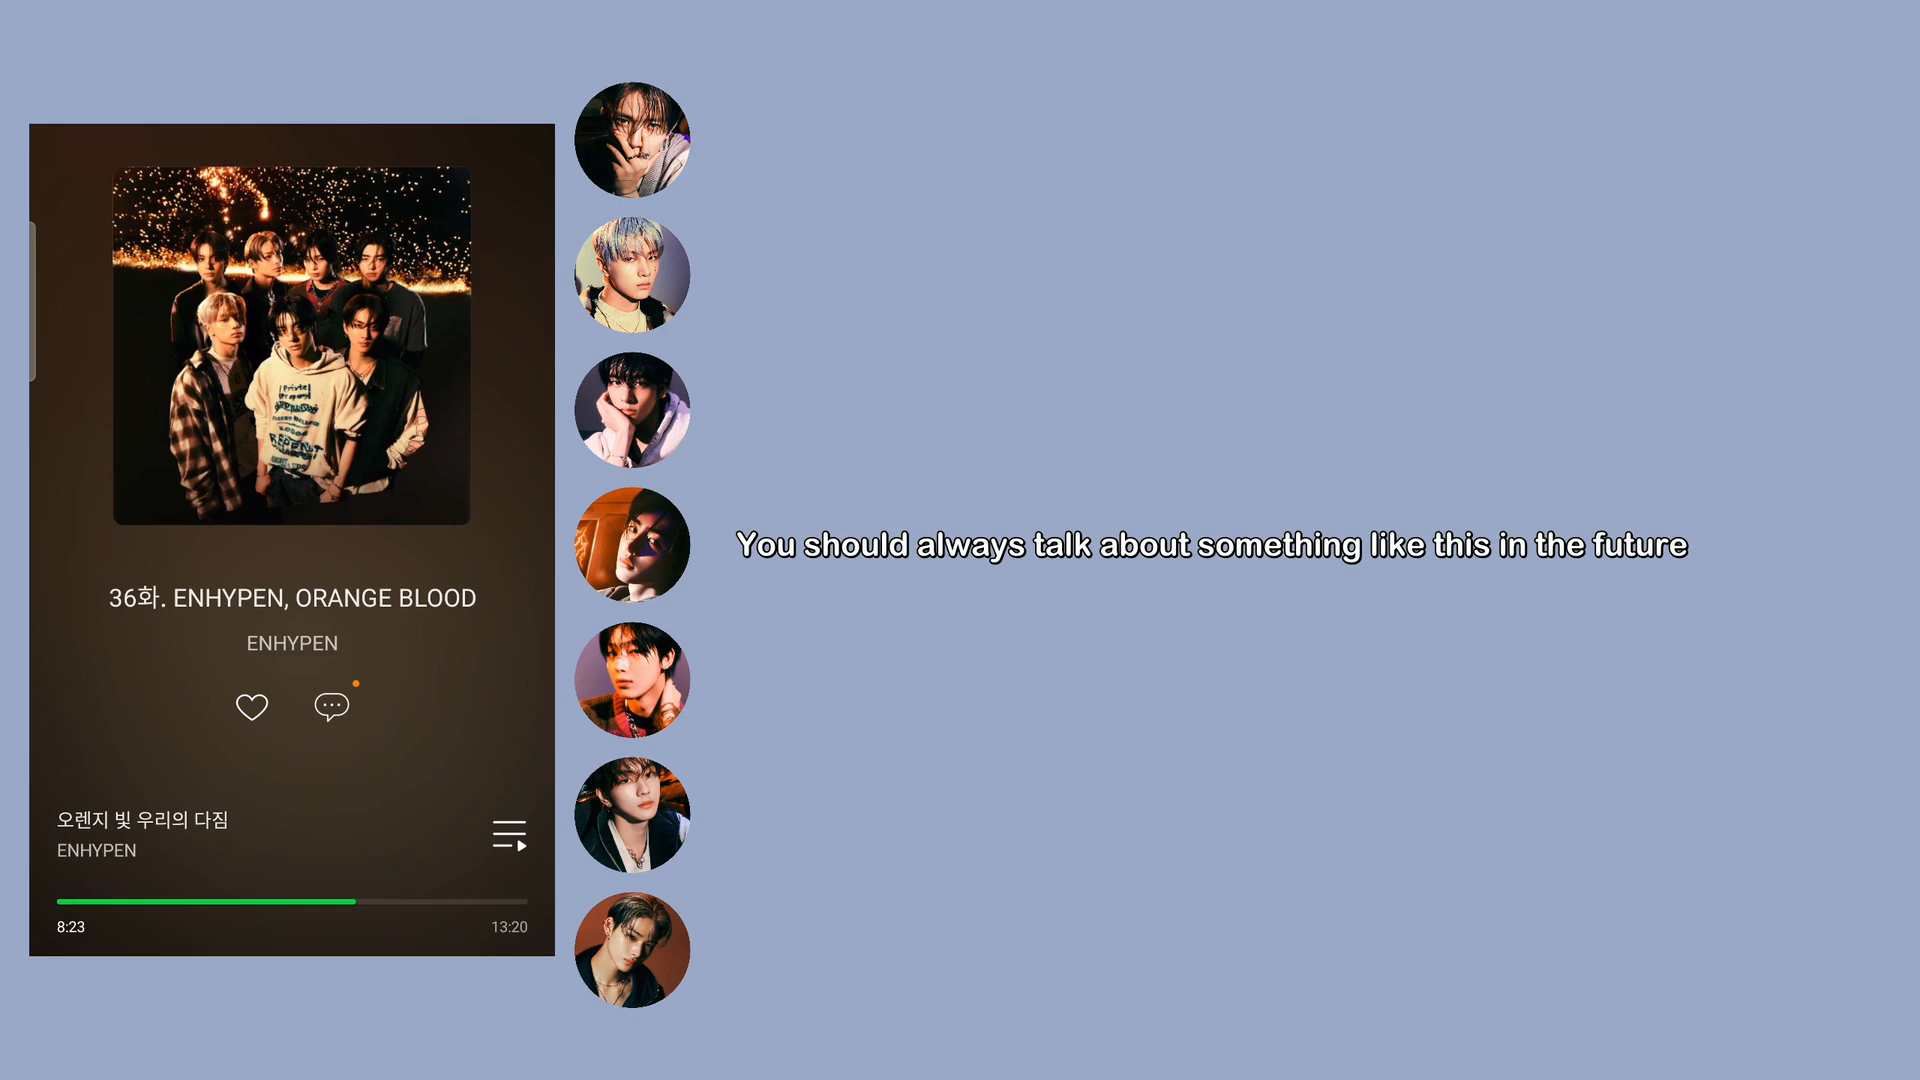 36화. ENHYPEN, ORANGE BLOOD
ENHYPEN
오렌지 빛 우리의 다짐
ENHYPEN
8:23
13:20
You should always talk about something like this in the future